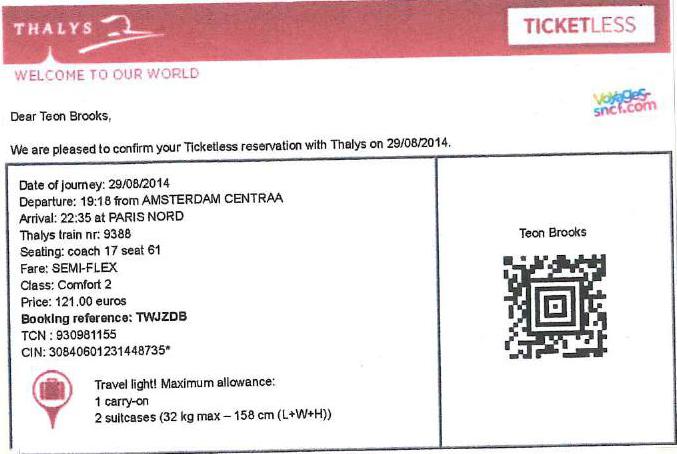 THALYS
TICKETLESS
WELCOME TO OUR WORLD
Voyages-
sncf.com
Dear Teon Brooks,
We are pleased to confirm your Ticketless reservation with Thalys on 29/08/2014.
Date of journey: 29/08/2014
Departure: 19:18 from AMSTERDAM CENTRAA
Arrival: 22:35 at PARIS NORD
Thalys train nr: 9388
Seating: coach 17 seat 61
Fare: SEMI-FLEX
Class: Comfort 2
Price: 121.00 euros
Booking reference: TWJZDB
TCN : 930981155
CIN: 30840601231448735*
Teon Brooks
Travel light! Maximum allowance:
1 carry-on
2 suitcases (32 kg max – 158 cm (L+W+H))